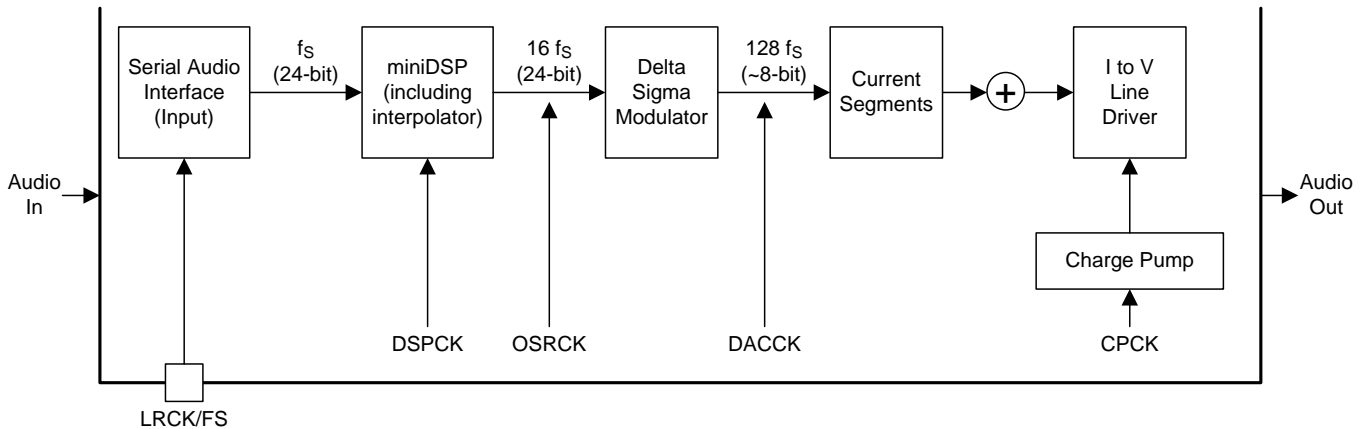 Serial Audio
Interface
(Input)
fS
(24-bit)
miniDSP
(including
interpolator)
16 fS
(24-bit)
Delta
Sigma
Modulator
128 fS
(~8-bit)
Current
Segments
+
I to V
Line
Driver
Audio
In
Audio
Out
Charge Pump
DSPCK
OSRCK
DACCK
CPCK
LRCK/FS